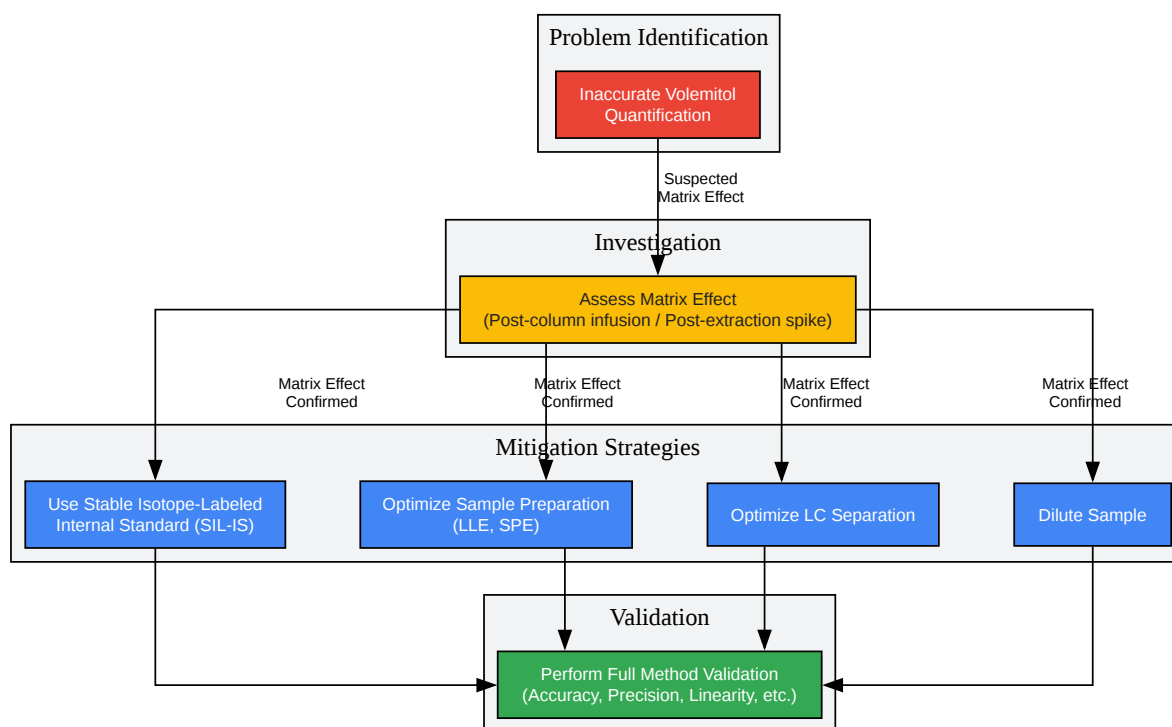 Problem Identification
Inaccurate Volemitol
Quantification
Suspected
Matrix Effect
Investigation
Assess Matrix Effect
(Post-column infusion / Post-extraction spike)
Matrix Effect
Confirmed
Matrix Effect
Confirmed
Matrix Effect
Confirmed
Matrix Effect
Confirmed
Mitigation Strategies
Use Stable Isotope-Labeled
Internal Standard (SIL-IS)
Optimize Sample Preparation
(LLE, SPE)
Optimize LC Separation
Dilute Sample
Validation
Perform Full Method Validation
(Accuracy, Precision, Linearity, etc.)